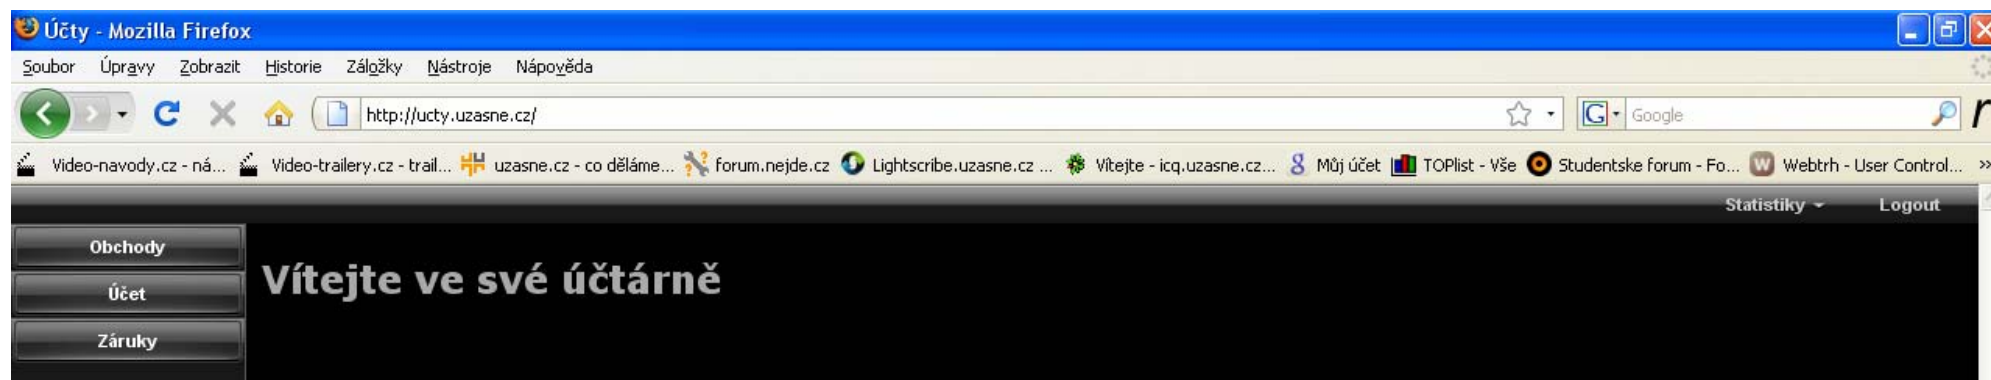 Účty - Mozilla Firefox
Soubor Úpravy Zobrazit Historie Záložky Nástroje Nápověda
http://ucty.uzasne.cz/ G Google
Video-navody.cz - ná... Video-trailery.cz - trail... uzasne.cz - co děláme... forum.nejde.cz Lightscribe.uzasne.cz ... Vítejte - icq.uzasne.cz... Můj účet TOPlist - Vše Studentske forum - Fo... Webtrh - User Control... »
Statistiky Logout
Obchody
Vítejte ve své účtárně
Účet
Záruky